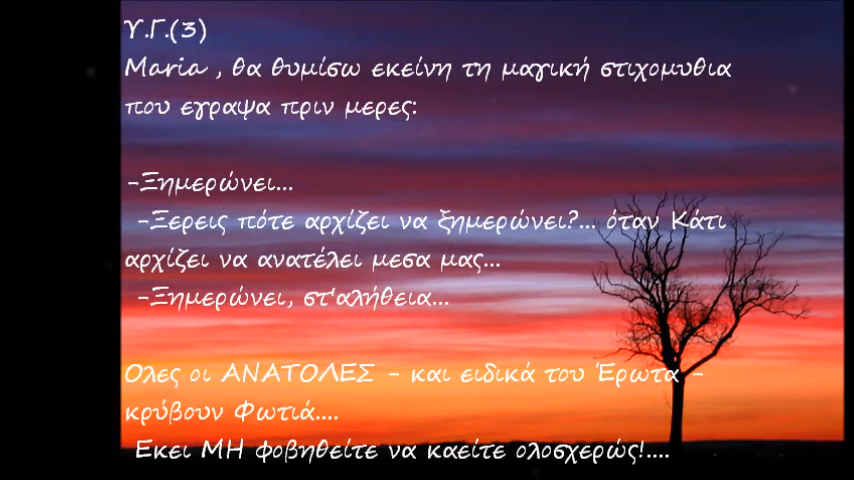 Υ.Γ.(3)
Maria , θα θυμίσω εκείνη τη μαγική στιχομυθια
που εγραψα πριν μερες:
-Ξημερώνει...
-Ξερεις πότε αρχίζει να ξημερώνει?... όταν Κάτι
αρχίζει να ανατέλει μεσα μας...
-Ξημερώνει, στ'αλήθεια...
Ολες οι ΑΝΑΤΟΛΕΣ - και ειδικά του Έρωτα -
κρύβουν Φωτιά....
Εκει ΜΗ φοβηθείτε να καείτε ολοσχερώς!....